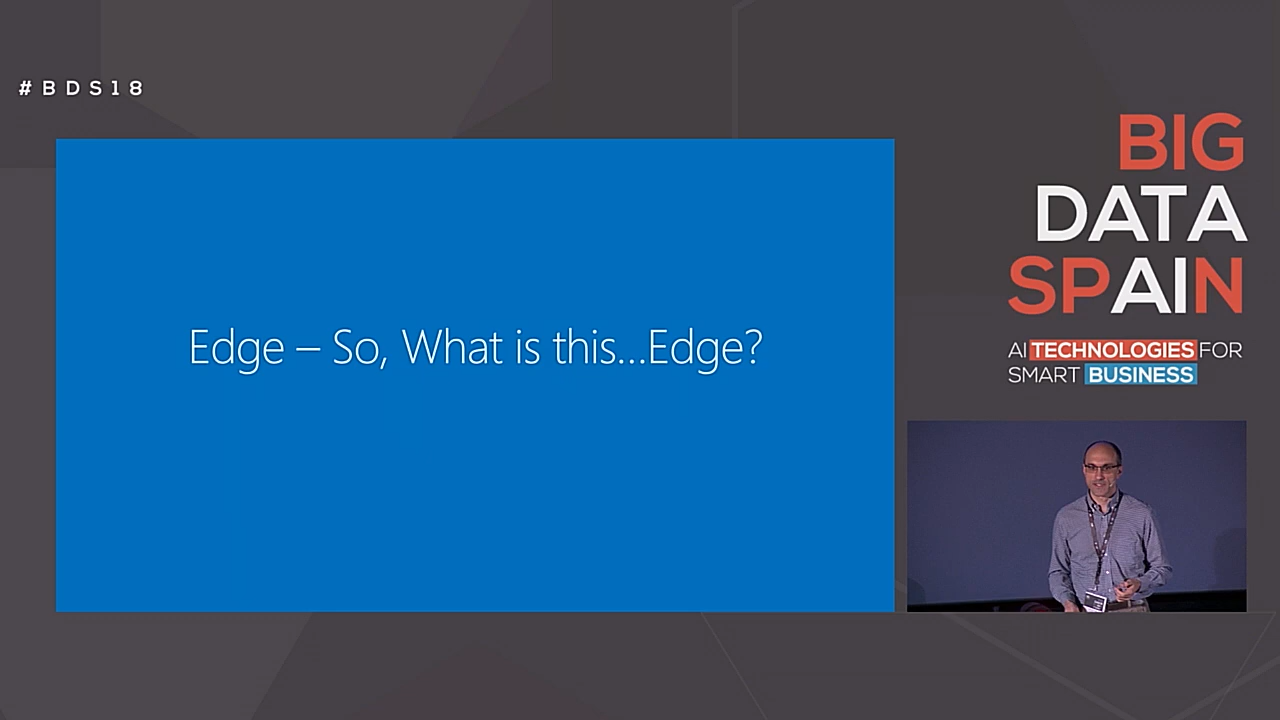 #BDS18
BIG
DATA
SPAIN
AI TECHNOLOGIES FOR
SMART BUSINESS
Edge – So, What is this...Edge?